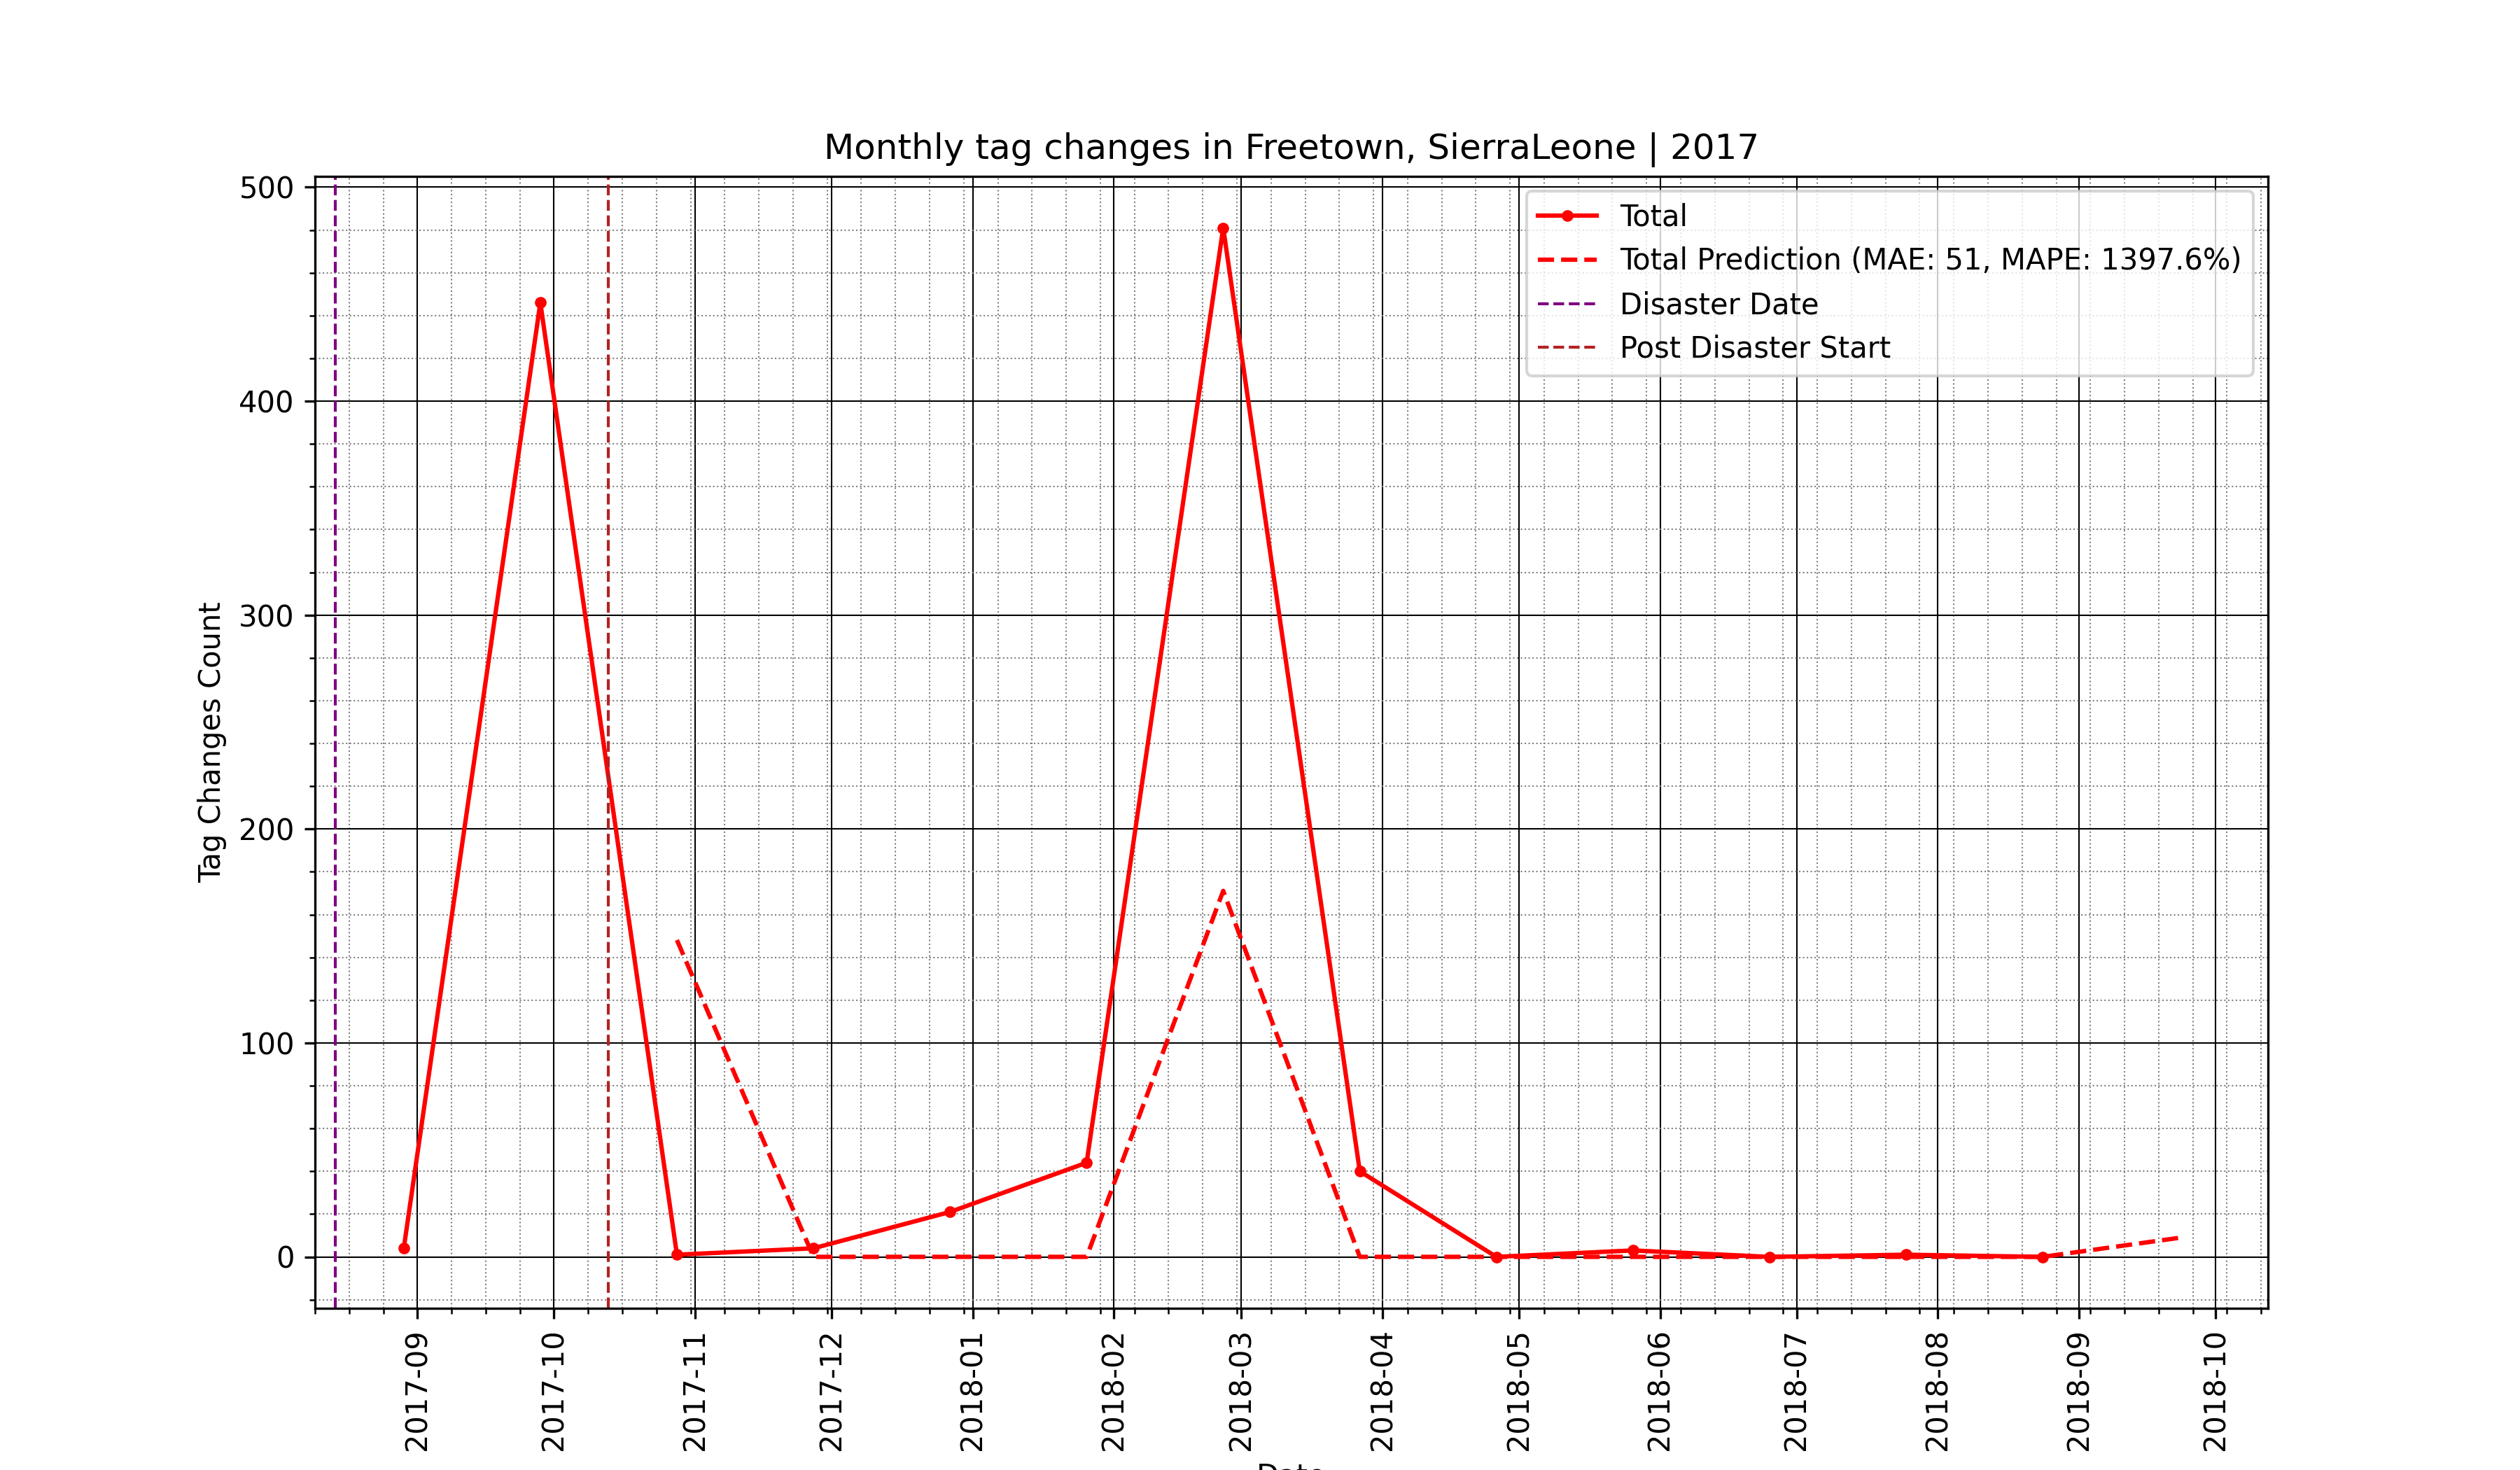 Monthly tag changes in Freetown, SierraLeone | 2017
Total
Total Prediction (MAE: 51, MAPE: 1397.6%)
Disaster Date
Post Disaster Start
Tag Changes Count
500
400
300
200
100
0
2017-09
2017-10
2017-11
2017-12
2018-01
2018-02
2018-03
2018-04
2018-05
2018-06
2018-07
2018-08
2018-09
2018-10
Date